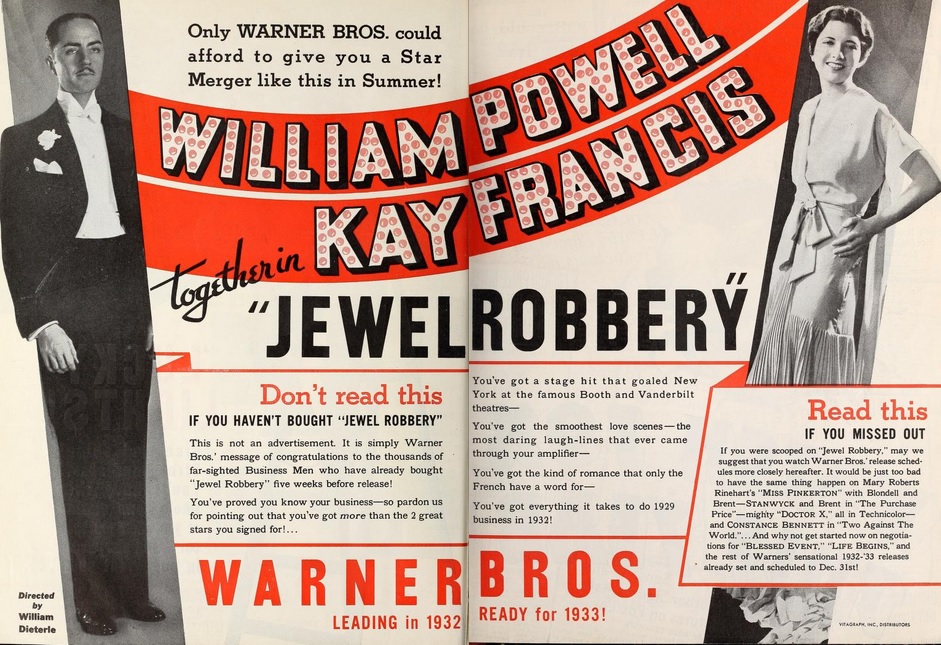 Only WARNER BROS. could
afford to give you a Star
Merger like this in Summer!
WILLIAM POWELL
KAY FRANCIS
together in
"JEWEL ROBBERY"
Don't read this
IF YOU HAVEN'T BOUGHT "JEWEL ROBBERY"
This is not an advertisement. It is simply Warner
Bros.' message of congratulations to the thousands of
far-sighted Business Men who have already bought
"Jewel Robbery" five weeks before release!
You've proved you know your business—so pardon us
for pointing out that you've got more than the 2 great
stars you signed for!...
You've got a stage hit that goaled New
York at the famous Booth and Vanderbilt
theatres—
You've got the smoothest love scenes—the
most daring laugh-lines that ever came
through your amplifier—
You've got the kind of romance that only the
French have a word for—
You've got everything it takes to do 1929
business in 1932!
Read this
IF YOU MISSED OUT
If you were scooped on "Jewel Robbery," may we
suggest that you watch Warner Bros.' release sched-
ules more closely hereafter. It would be just too bad
to have the same thing happen on Mary Roberts
Rinehart's "MISS PINKERTON" with Blondell and
Brent—STANWYCK and Brent in "The Purchase
Price"—mighty "DOCTOR X," all in Technicolor—
and CONSTANCE BENNETT in "Two Against The
World."... And why not get started now on negotia-
tions for "BLESSED EVENT," "LIFE BEGINS," and
the rest of Warners' sensational 1932-'33 releases
already set and scheduled to Dec. 31st!
WARNER BROS.
LEADING in 1932 READY for 1933!
Directed
by
William
Dieterle
VITAGRAPH, INC., DISTRIBUTORS